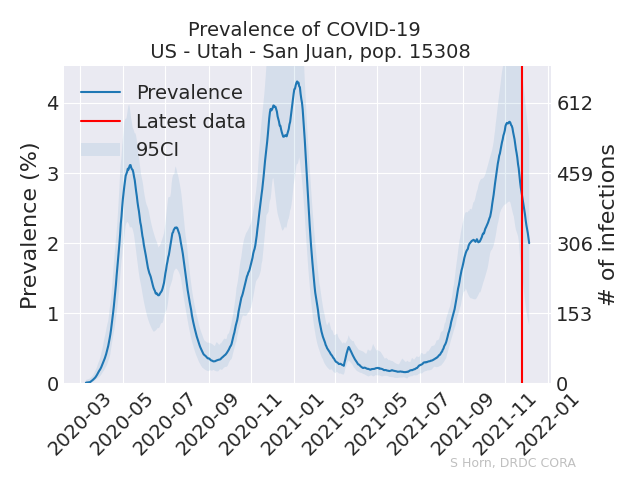 Prevalence of COVID-19
US - Utah - San Juan, pop. 15308
Prevalence
Latest data
95CI
Prevalence (%)
4
3
2
1
0
# of infections
612
459
306
153
0
2020-03
2020-05
2020-07
2020-09
2020-11
2021-01
2021-03
2021-05
2021-07
2021-09
2021-11
2022-01
S Horn, DRDC CORA